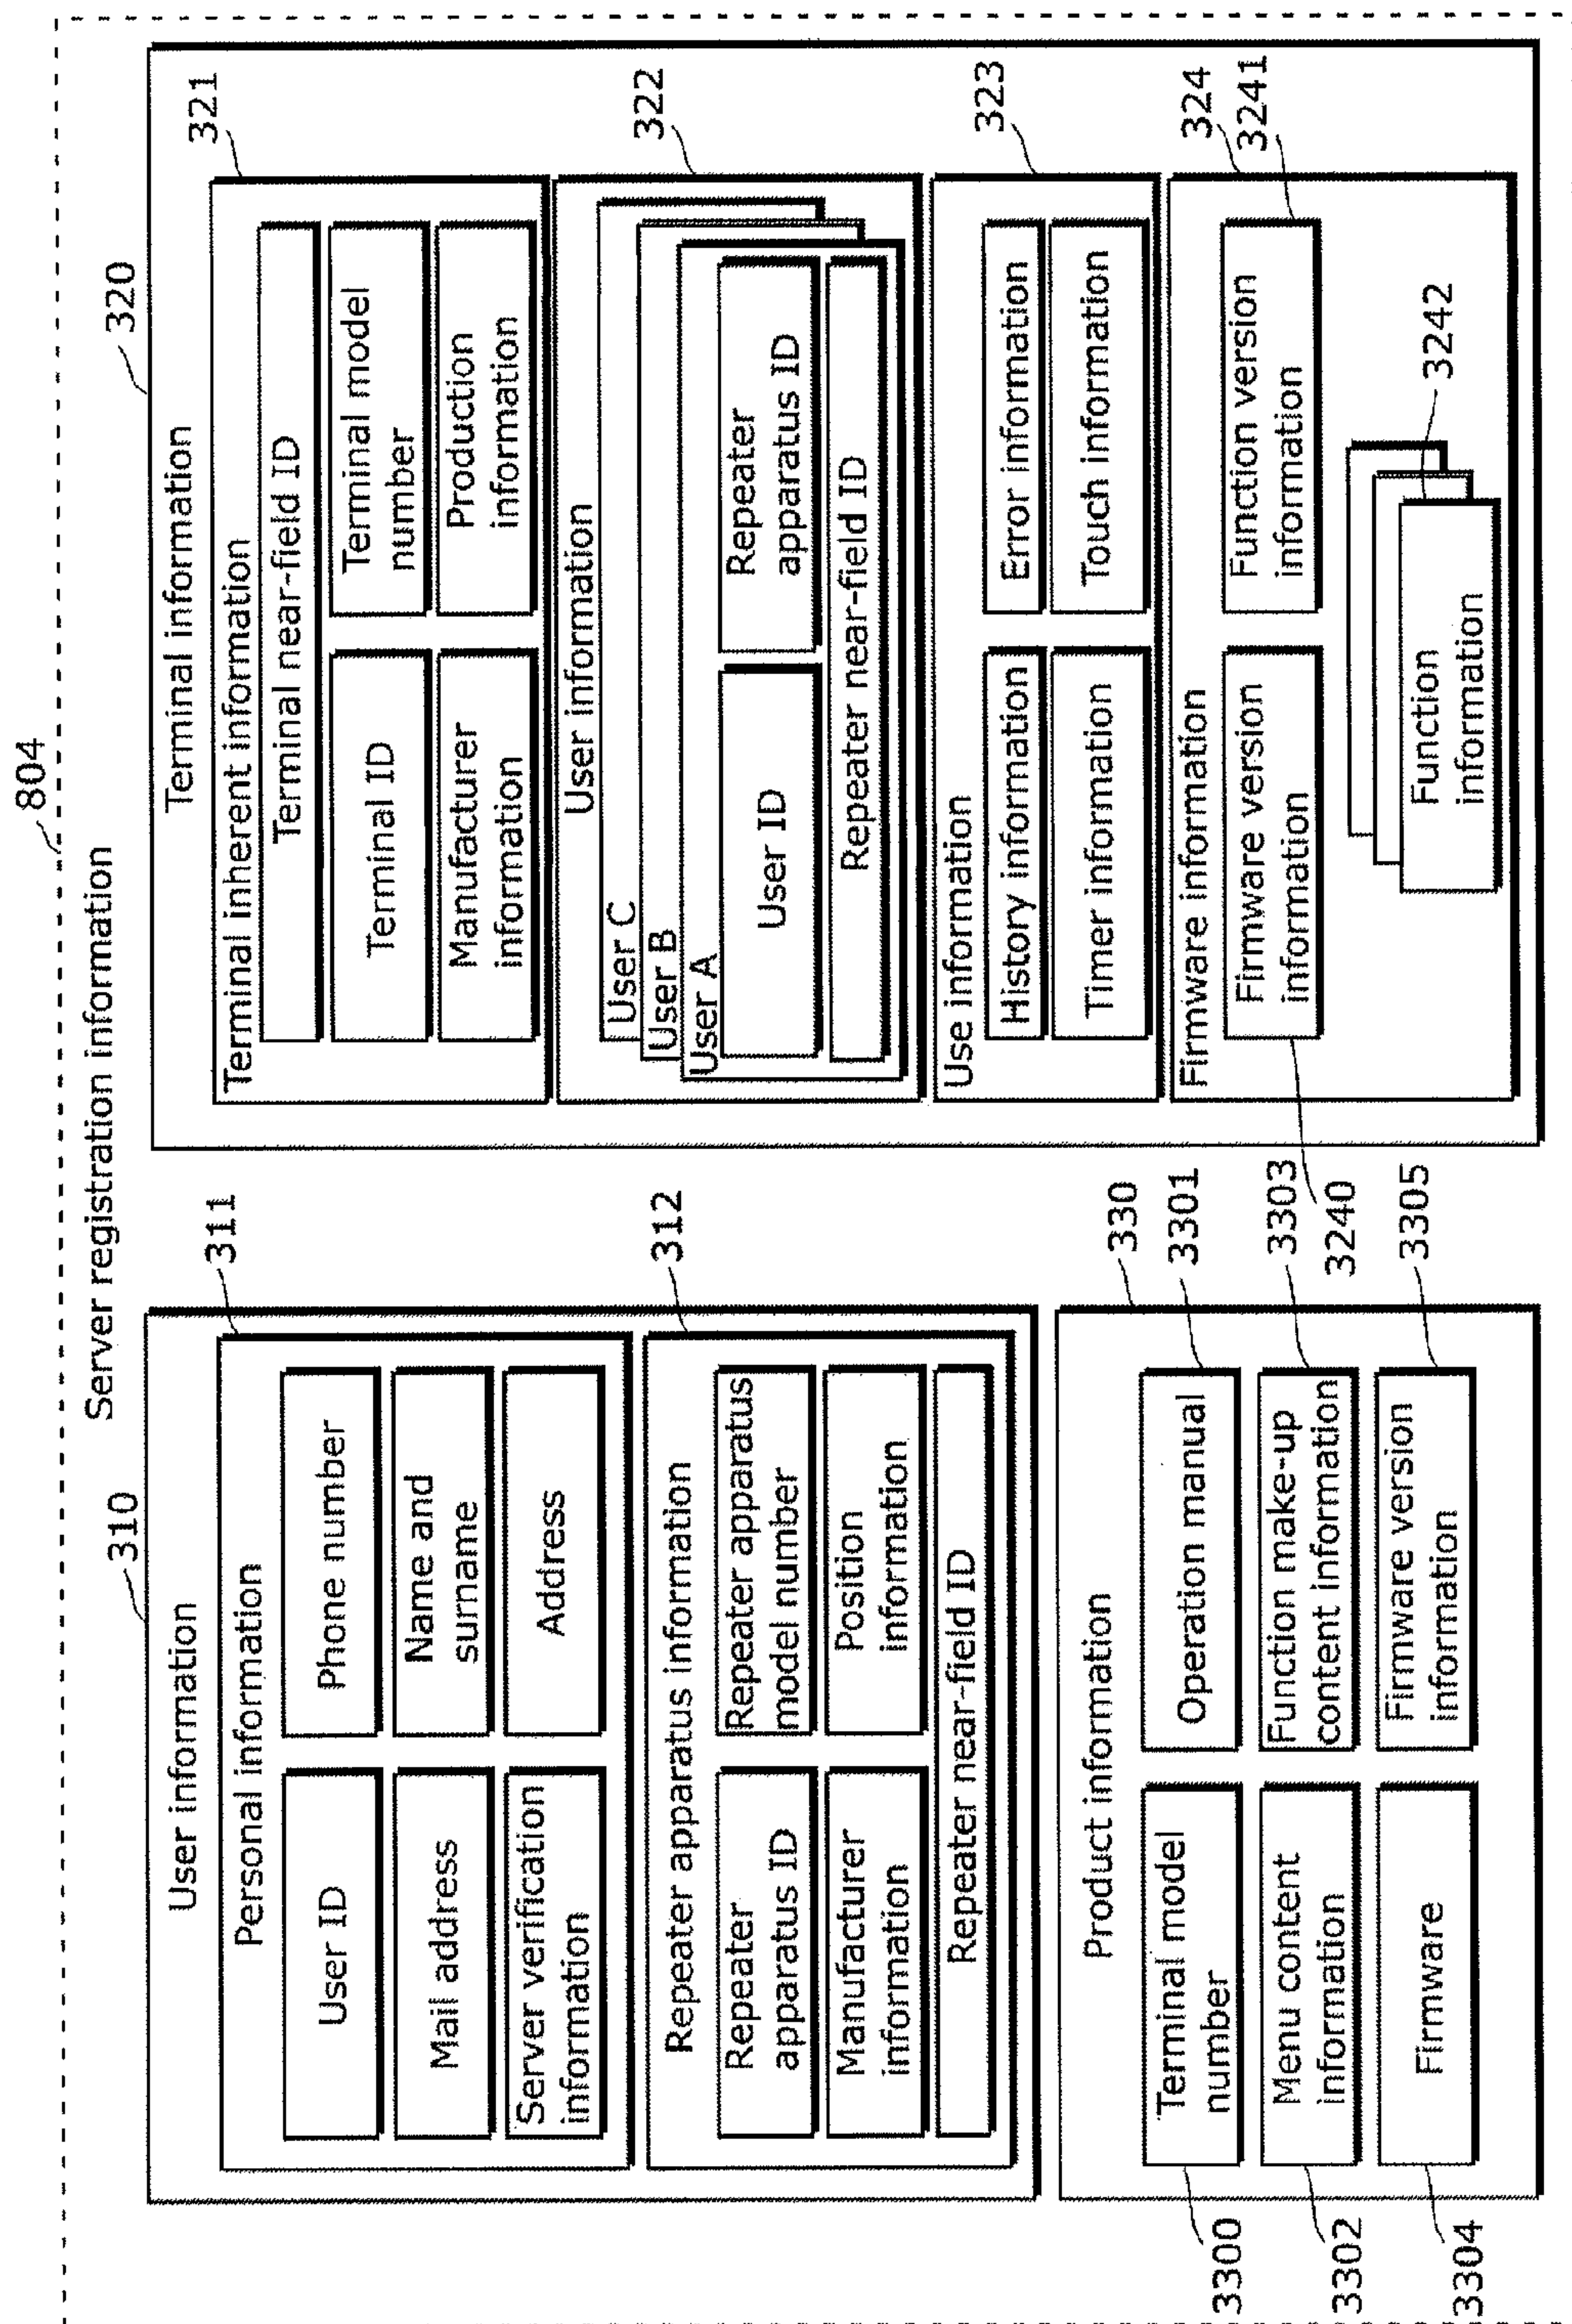 804
Server registration information
310
User information
311
Personal information
User ID
Phone number
Mail address
Name and
surname
Server verification
information
Address
312
Repeater apparatus information
Repeater
apparatus ID
Repeater apparatus
model number
Manufacturer
information
Position
information
Repeater near-field ID
330
Product information
3300
Terminal model
number
3301
Operation manual
3302
Menu content
information
3303
Function make-up
content information
3304
Firmware
3305
Firmware version
information
320
Terminal information
321
Terminal inherent information
Terminal near-field ID
Terminal ID
Terminal model
number
Manufacturer
information
Production
information
322
User information
User C
User B
User A
User ID
Repeater
apparatus ID
Repeater near-field ID
323
Use information
History information
Error information
Timer information
Touch information
324
Firmware information
3240
Firmware version
information
3241
Function version
information
3242
Function
information